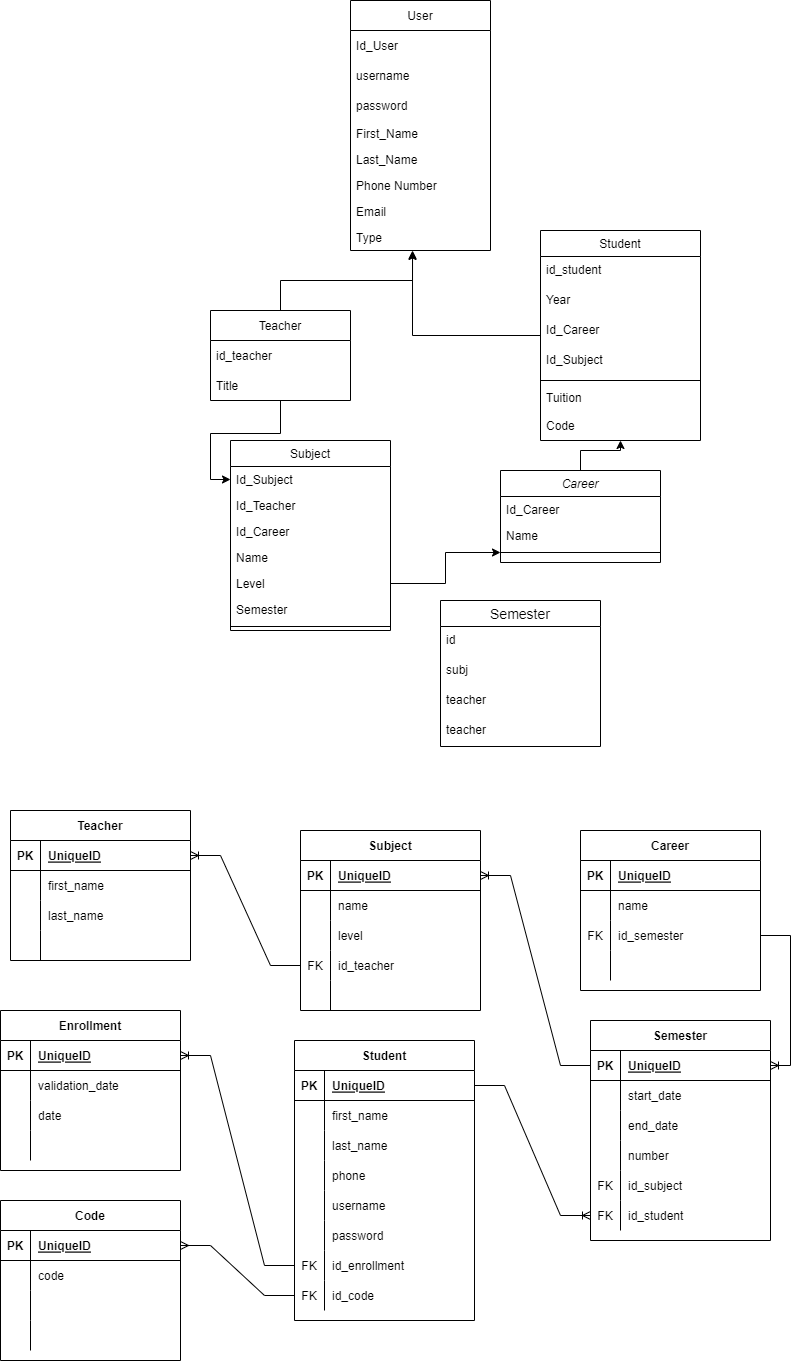 User
Id_User
username
password
First_Name
Last_Name
Phone Number
Email
Type
Student
id_student
Year
Id_Career
Id_Subject
Tuition
Code
Teacher
id_teacher
Title
Subject
Id_Subject
Id_Teacher
Id_Career
Name
Level
Semester
Career
Id_Career
Name
Semester
id
subj
teacher
teacher
Teacher
PK UniqueID
first_name
last_name
Subject
PK UniqueID
name
level
FK id_teacher
Career
PK UniqueID
name
FK id_semester
Enrollment
PK UniqueID
validation_date
date
Student
PK UniqueID
first_name
last_name
phone
username
password
FK id_enrollment
FK id_code
Semester
PK UniqueID
start_date
end_date
number
FK id_subject
FK id_student
Code
PK UniqueID
code